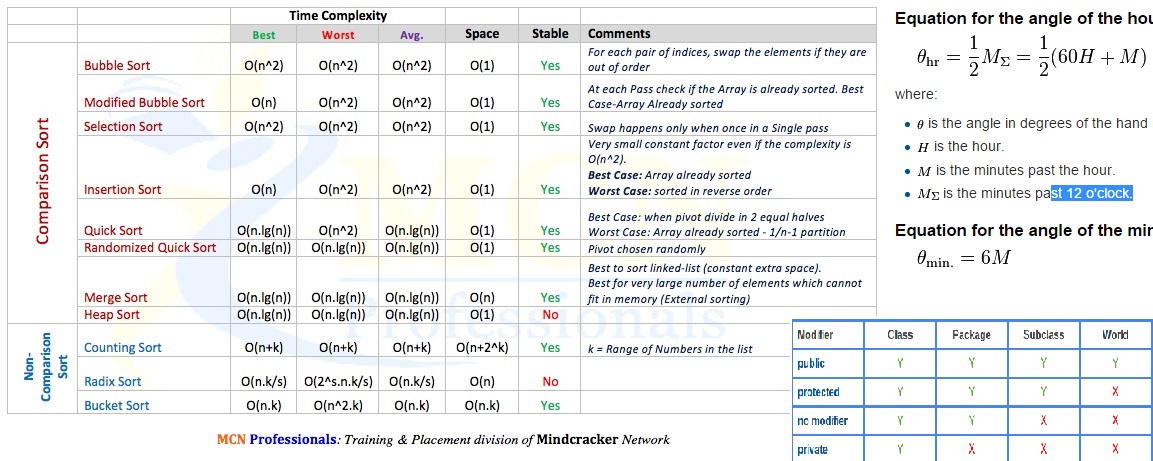 Time Complexity
Best Worst Avg. Space Stable Comments
Comparison Sort
Bubble Sort O(n^2) O(n^2) O(n^2) O(1) Yes For each pair of indices, swap the elements if they are
out of order
Modified Bubble Sort O(n) O(n^2) O(n^2) O(1) Yes At each Pass check if the Array is already sorted. Best
Case-Array Already sorted
Selection Sort O(n^2) O(n^2) O(n^2) O(1) Yes Swap happens only when once in a Single pass
Insertion Sort O(n) O(n^2) O(n^2) O(1) Yes Very small constant factor even if the complexity is
O(n^2).
Best Case: Array already sorted
Worst Case: sorted in reverse order
Quick Sort O(n.lg(n)) O(n^2) O(n.lg(n)) O(1) Yes Best Case: when pivot divide in 2 equal halves
Worst Case: Array already sorted - 1/n-1 partition
Randomized Quick Sort O(n.lg(n)) O(n.lg(n)) O(n.lg(n)) O(1) Yes Pivot chosen randomly
Merge Sort O(n.lg(n)) O(n.lg(n)) O(n.lg(n)) O(n) Yes Best to sort linked-list (constant extra space).
Best for very large number of elements which cannot
fit in memory (External sorting)
Heap Sort O(n.lg(n)) O(n.lg(n)) O(n.lg(n)) O(1) No
Non-
Comparison
Sort
Counting Sort O(n+k) O(n+k) O(n+k) O(n+2^k) Yes k = Range of Numbers in the list
Radix Sort O(n.k/s) O(2^s.n.k/s) O(n.k/s) O(n) No
Bucket Sort O(n.k) O(n^2.k) O(n.k) O(n.k) Yes
MCN Professionals: Training & Placement division of Mindcracker Network
MCN
Professionals
Equation for the angle of the hou
θhr = 1/2 MΣ = 1/2 (60H + M)
where:
• θ is the angle in degrees of the hand
• H is the hour.
• M is the minutes past the hour.
• MΣ is the minutes past 12 o'clock.
Equation for the angle of the mir
θmin. = 6M
Modifier Class Package Subclass World
public Y Y Y Y
protected Y Y Y X
no modifier Y Y X X
private Y X X X